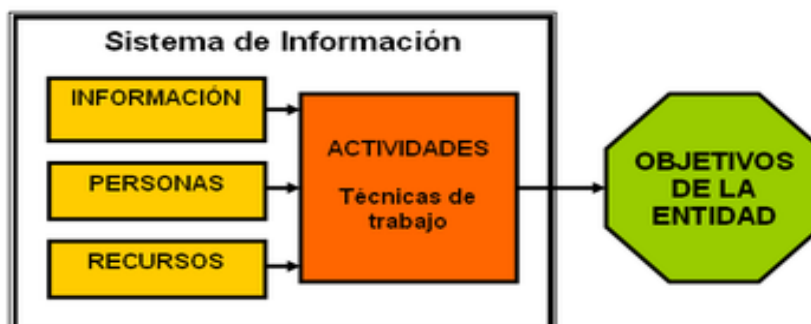 Sistema de Información
INFORMACIÓN
PERSONAS
RECURSOS
ACTIVIDADES
Técnicas de
trabajo
OBJETIVOS
DE LA
ENTIDAD